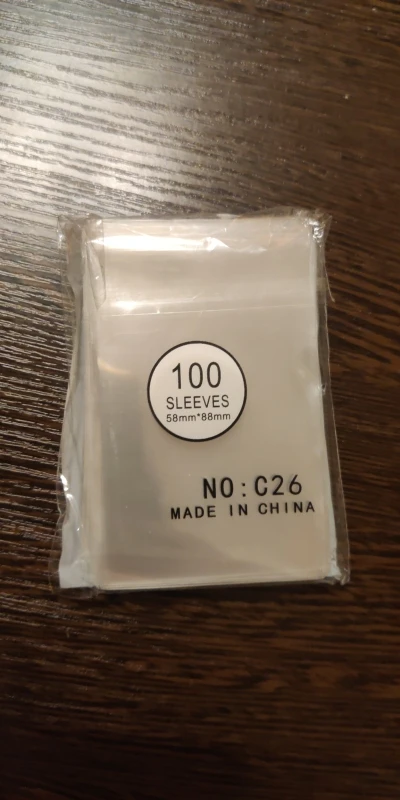 100
SLEEVES
58mm*88mm
NO:C26
MADE IN CHINA